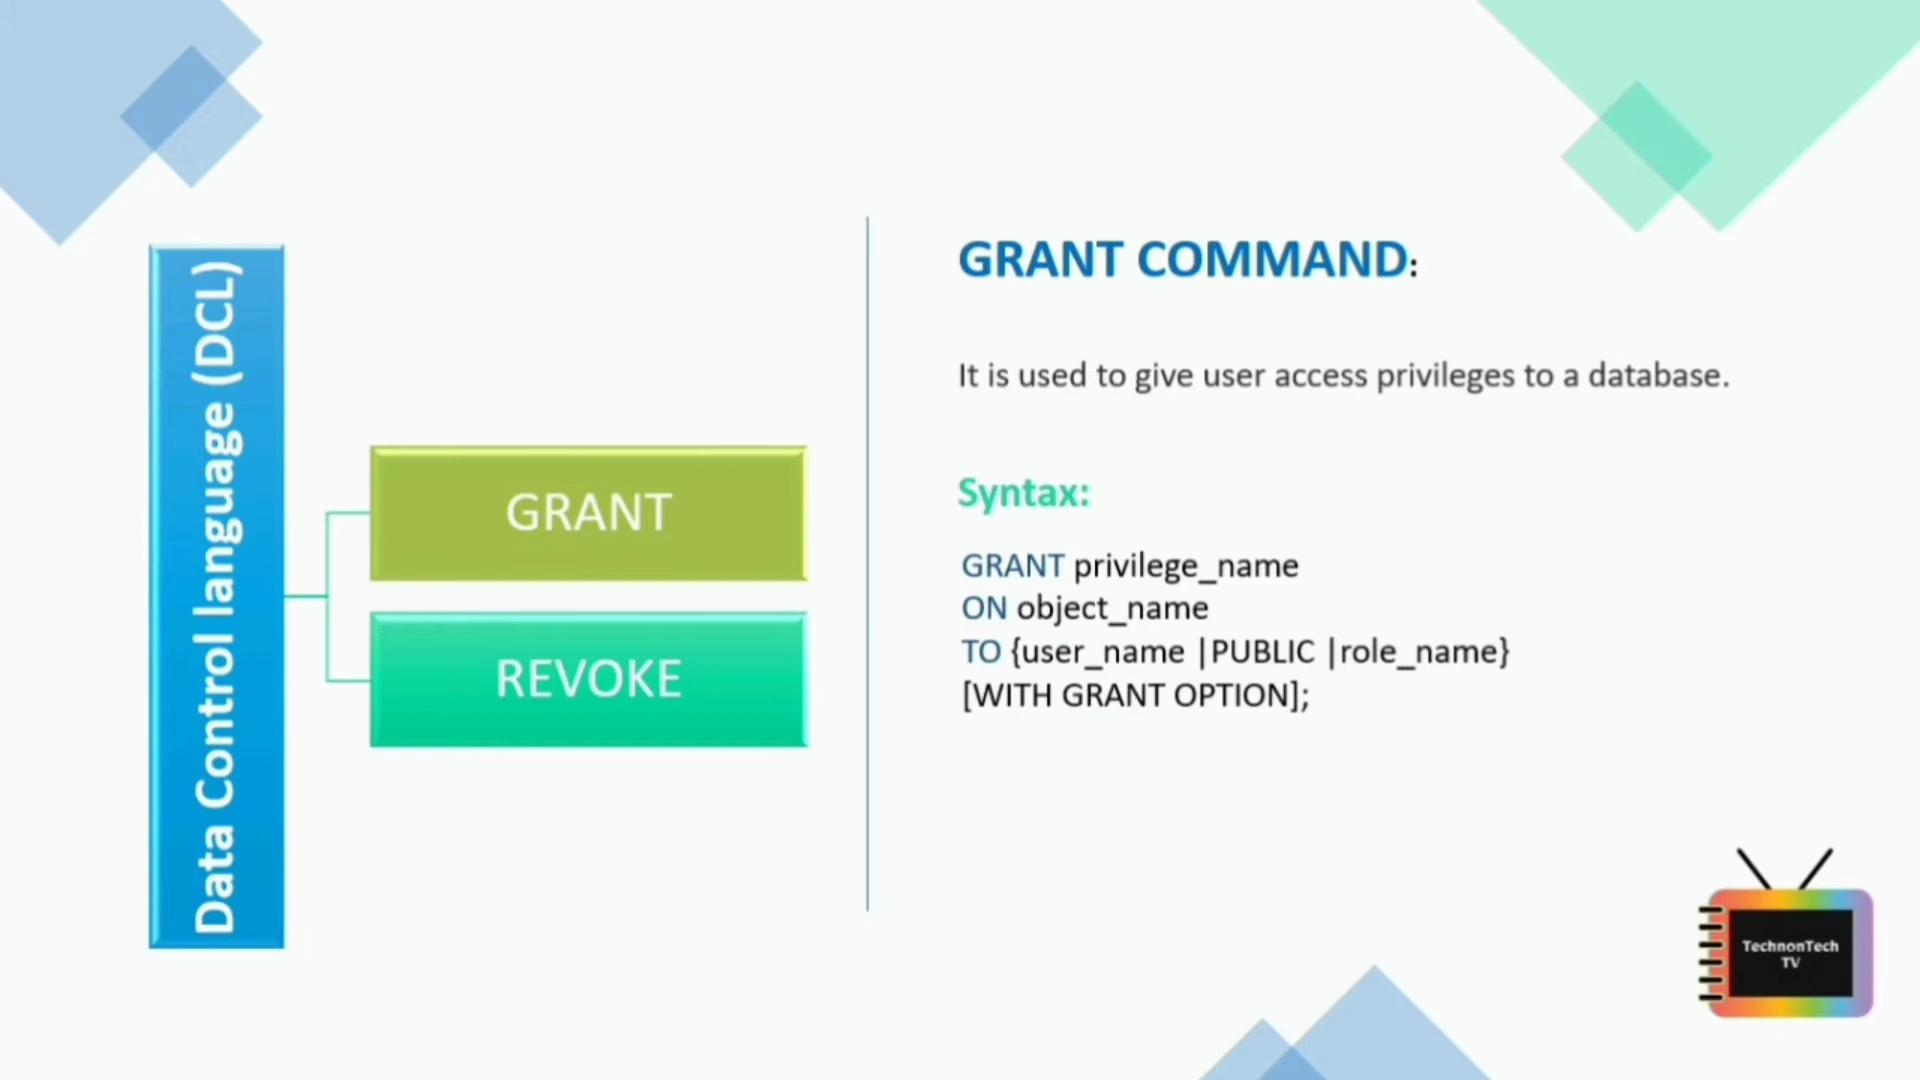 Data Control language (DCL)
GRANT
REVOKE
GRANT COMMAND:
It is used to give user access privileges to a database.
Syntax:
GRANT privilege_name
ON object_name
TO {user_name |PUBLIC |role_name}
[WITH GRANT OPTION];
TechnonTech
TV